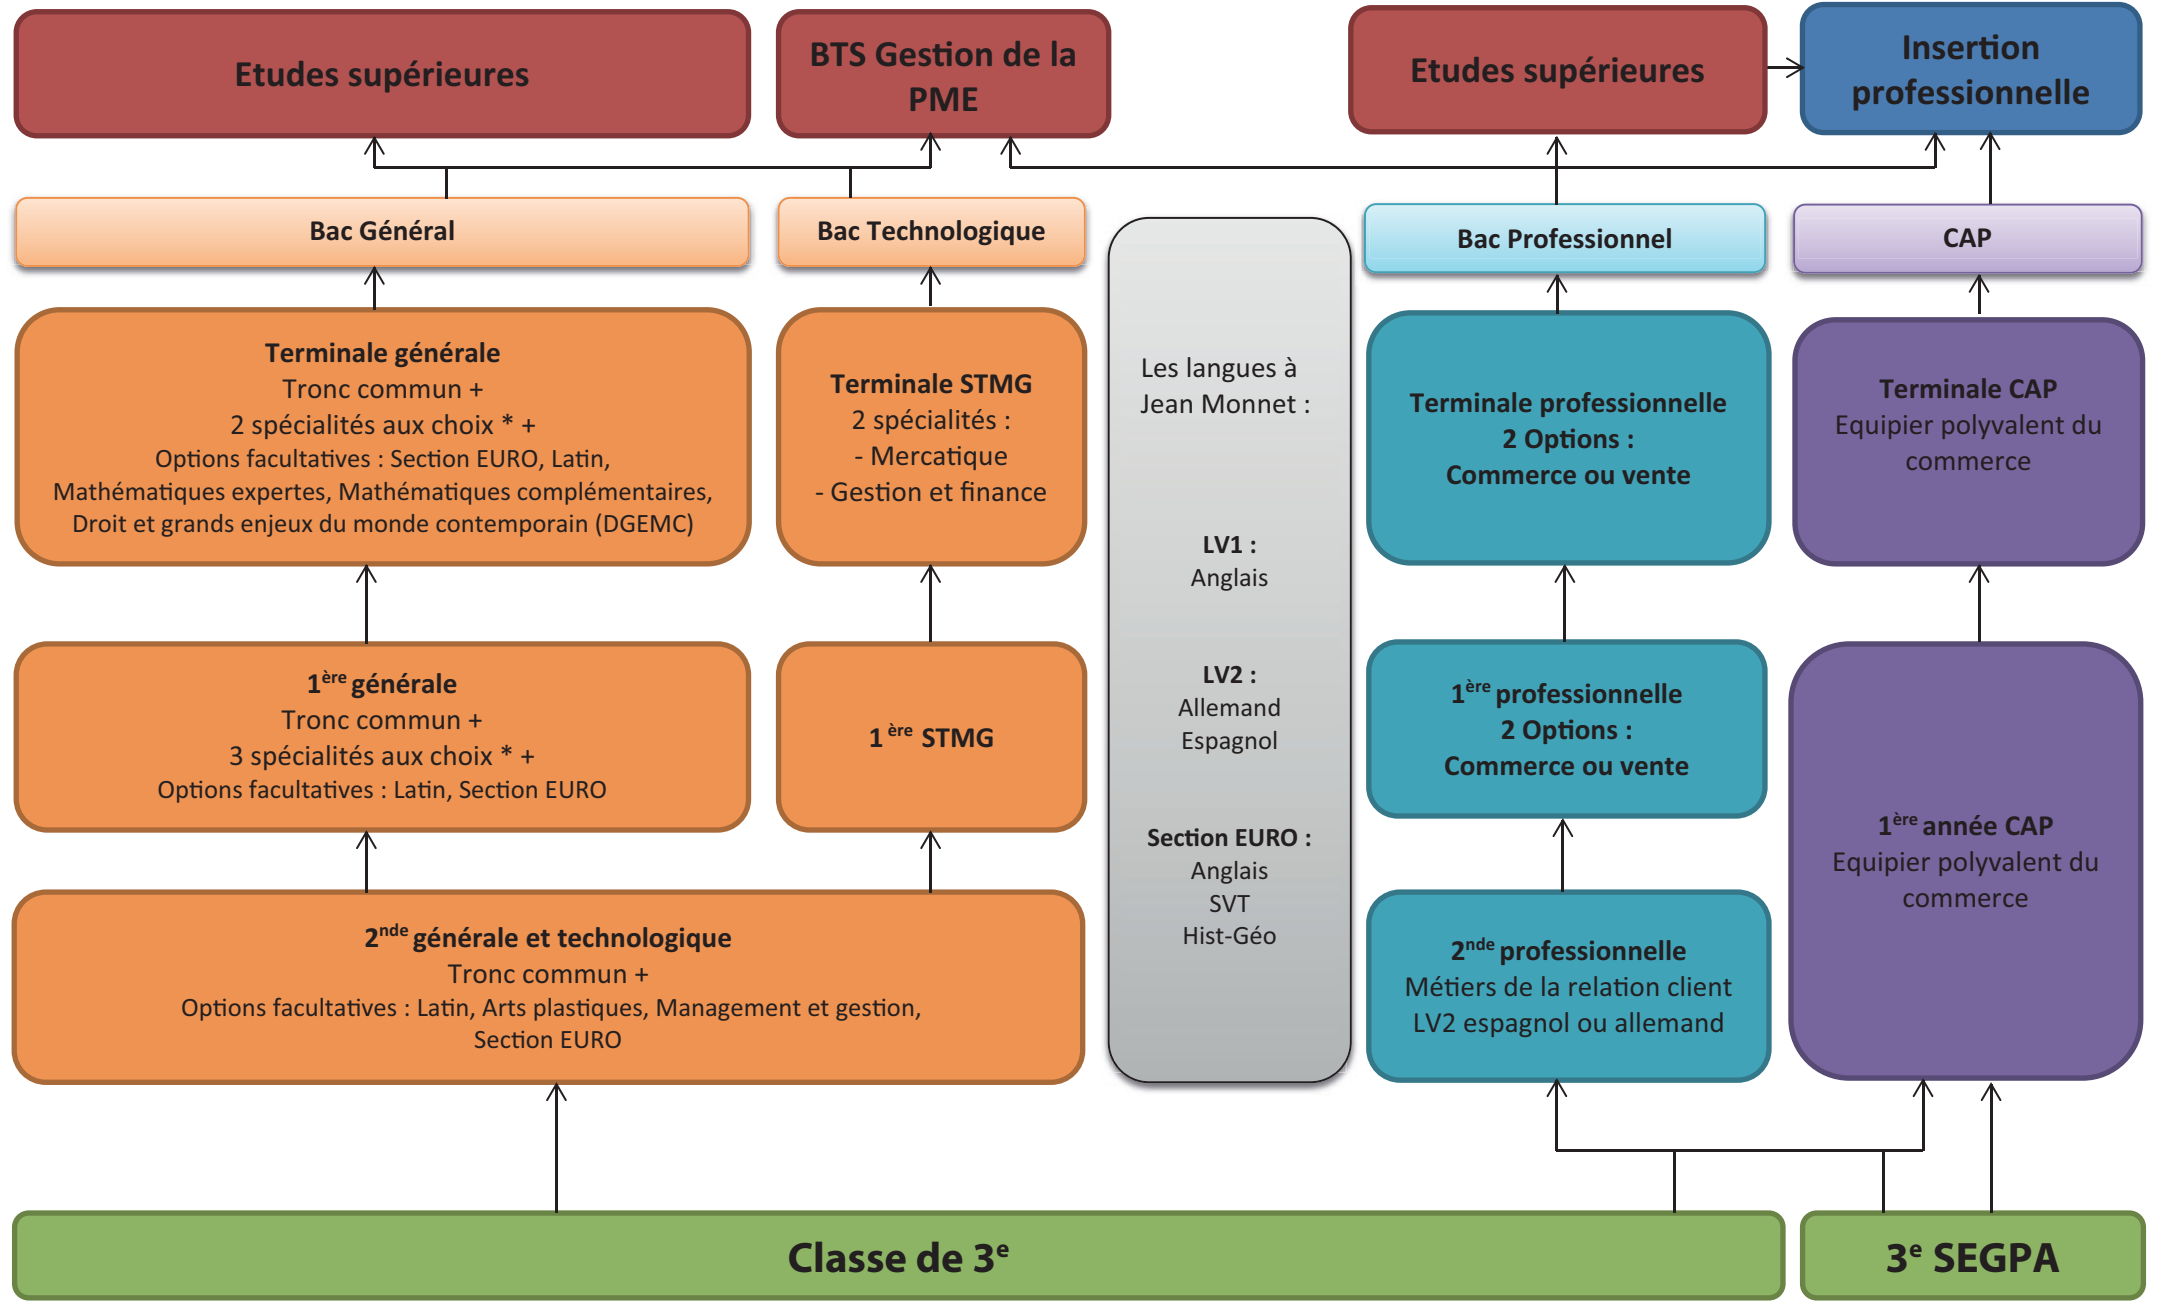 Etudes supérieures
BTS Gestion de la
PME
Etudes supérieures
Insertion
professionnelle
Bac Général
Bac Technologique
Bac Professionnel
CAP
Terminale générale
Tronc commun +
2 spécialités aux choix * +
Options facultatives : Section EURO, Latin,
Mathématiques expertes, Mathématiques complémentaires,
Droit et grands enjeux du monde contemporain (DGEMC)
Terminale STMG
2 spécialités :
- Mercatique
- Gestion et finance
Les langues à
Jean Monnet :
LV1 :
Anglais
LV2 :
Allemand
Espagnol
Section EURO :
Anglais
SVT
Hist-Géo
Terminale professionnelle
2 Options :
Commerce ou vente
Terminale CAP
Equipier polyvalent du
commerce
1ère générale
Tronc commun +
3 spécialités aux choix * +
Options facultatives : Latin, Section EURO
1 ère STMG
1ère professionnelle
2 Options :
Commerce ou vente
1ère année CAP
Equipier polyvalent du
commerce
2nde générale et technologique
Tronc commun +
Options facultatives : Latin, Arts plastiques, Management et gestion,
Section EURO
2nde professionnelle
Métiers de la relation client
LV2 espagnol ou allemand
Classe de 3e
3e SEGPA